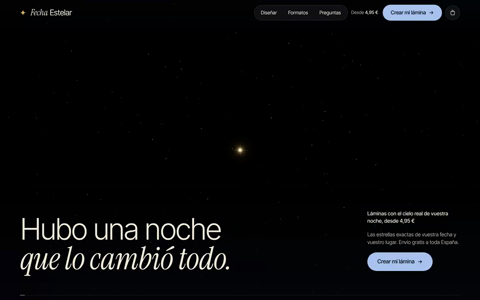 Fecha Estelar
Diseñar Formatos Preguntas
Desde 4,95 €
Crear mi lámina →
Hubo una noche
que lo cambió todo.
Láminas con el cielo real de vuestra
noche, desde 4,95 €
Las estrellas exactas de vuestra fecha y
vuestro lugar. Envío gratis a toda España.
Crear mi lámina →